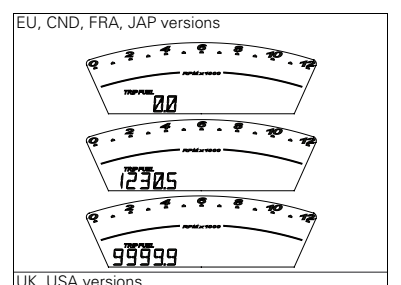 EU, CND, FRA, JAP versions
0 2 4 6 8 10 12
RPM x 1000
TRIP FUEL
0.0
0 2 4 6 8 10 12
RPM x 1000
TRIP FUEL
1230.5
0 2 4 6 8 10 12
RPM x 1000
TRIP FUEL
9999.9
UK, USA versions